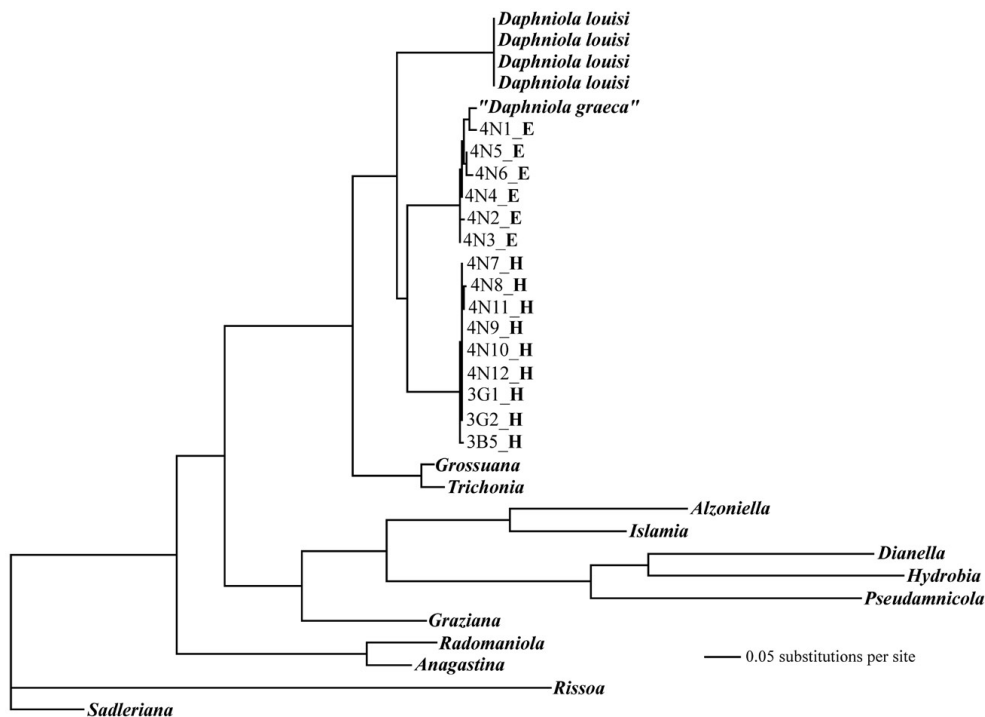 Daphniola louisi
Daphniola louisi
Daphniola louisi
Daphniola louisi
"Daphniola graeca"
4N1_E
4N5_E
4N6_E
4N4_E
4N2_E
4N3_E
4N7_H
4N8_H
4N11_H
4N9_H
4N10_H
4N12_H
3G1_H
3G2_H
3B5_H
Grossuana
Trichonia
Alzoniella
Islamia
Dianella
Hydrobia
Pseudamnicola
Graziana
Radomaniola
Anagastina
0.05 substitutions per site
Rissoa
Sadleriana